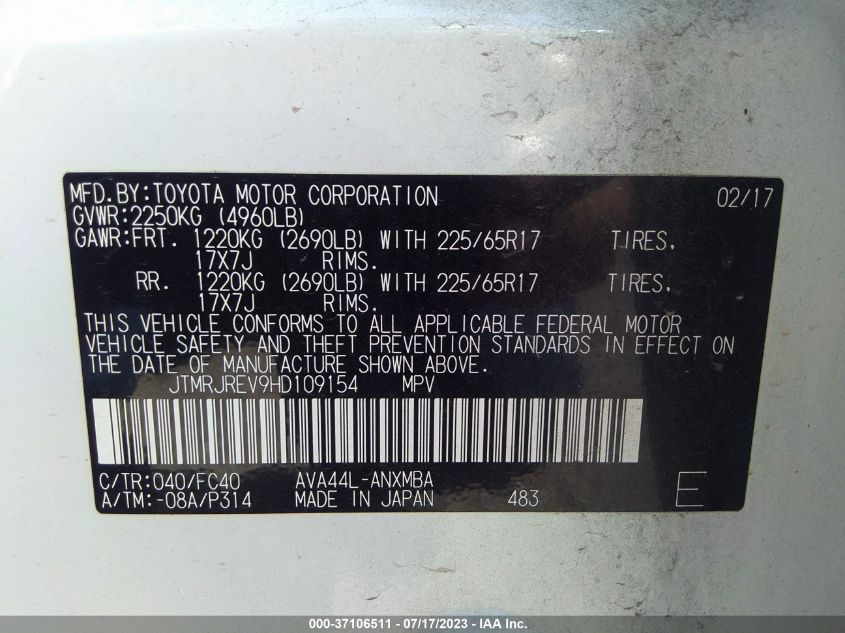 MFD.BY:TOYOTA MOTOR CORPORATION 02/17
GVWR:2250KG (4960LB)
GAWR:FRT. 1220KG (2690LB) WITH 225/65R17 TIRES,
17X7J RIMS.
RR. 1220KG (2690LB) WITH 225/65R17 TIRES,
17X7J RIMS.
THIS VEHICLE CONFORMS TO ALL APPLICABLE FEDERAL MOTOR
VEHICLE SAFETY AND THEFT PREVENTION STANDARDS IN EFFECT ON
THE DATE OF MANUFACTURE SHOWN ABOVE.
JTMRJREV9HD109154 MPV
C/TR:040/FC40 AVA44L-ANXMBA
A/TM:-08A/P314 MADE IN JAPAN 483 E
000-37106511 - 07/17/2023 - IAA Inc.